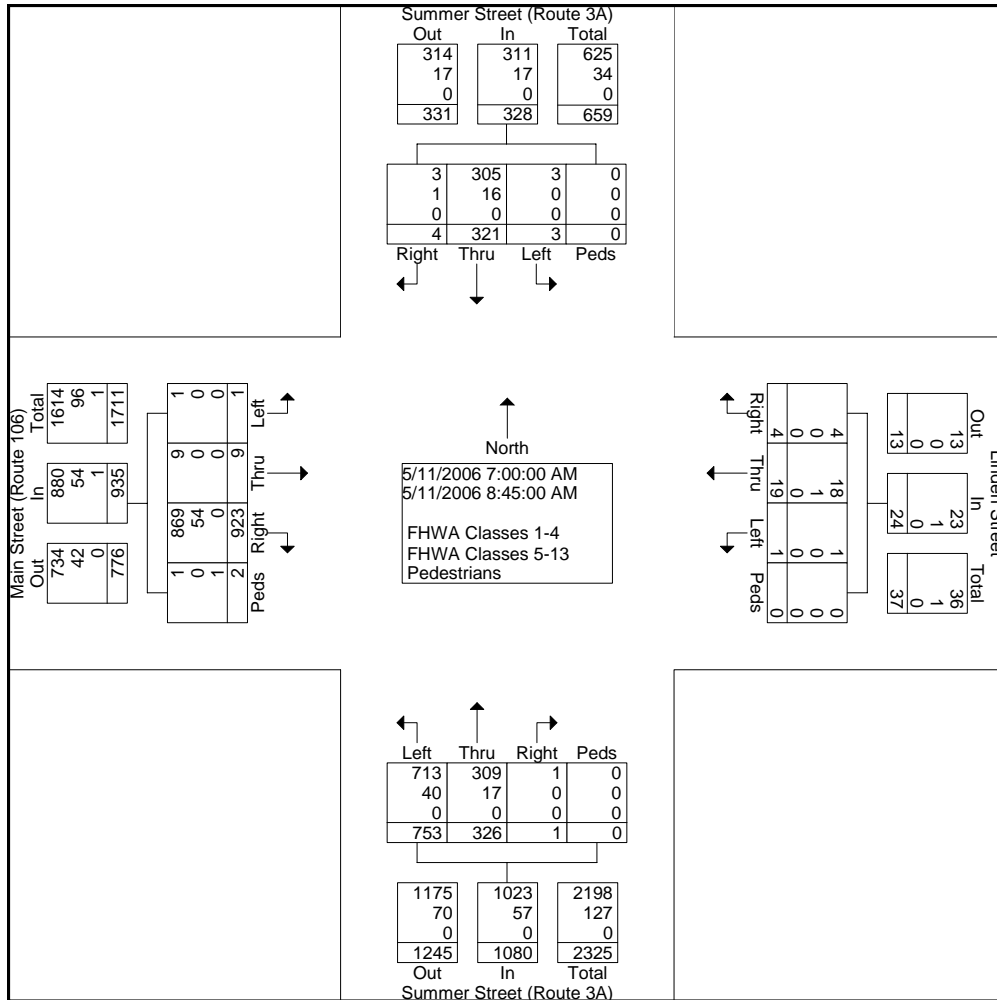 Summer Street (Route 3A)
Out In Total
314 311 625
17 17 34
0 0 0
331 328 659
3 305 3 0
1 16 0 0
0 0 0 0
4 321 3 0
Right Thru Left Peds
Main Street (Route 106)
Out In Total
734 880 1614
42 54 96
0 1 1
776 935 1711
Left Thru Right Peds
1 9 869 1
0 0 54 0
0 0 0 1
1 9 923 2
North
5/11/2006 7:00:00 AM
5/11/2006 8:45:00 AM
FHWA Classes 1-4
FHWA Classes 5-13
Pedestrians
Right Thru Left Peds
4 18 1 0
0 1 0 0
0 0 0 0
4 19 1 0
Out In Total
13 23 36
0 1 1
0 0 0
13 24 37
Linden Street
Left Thru Right Peds
713 309 1 0
40 17 0 0
0 0 0 0
753 326 1 0
1175 1023 2198
70 57 127
0 0 0
1245 1080 2325
Out In Total
Summer Street (Route 3A)